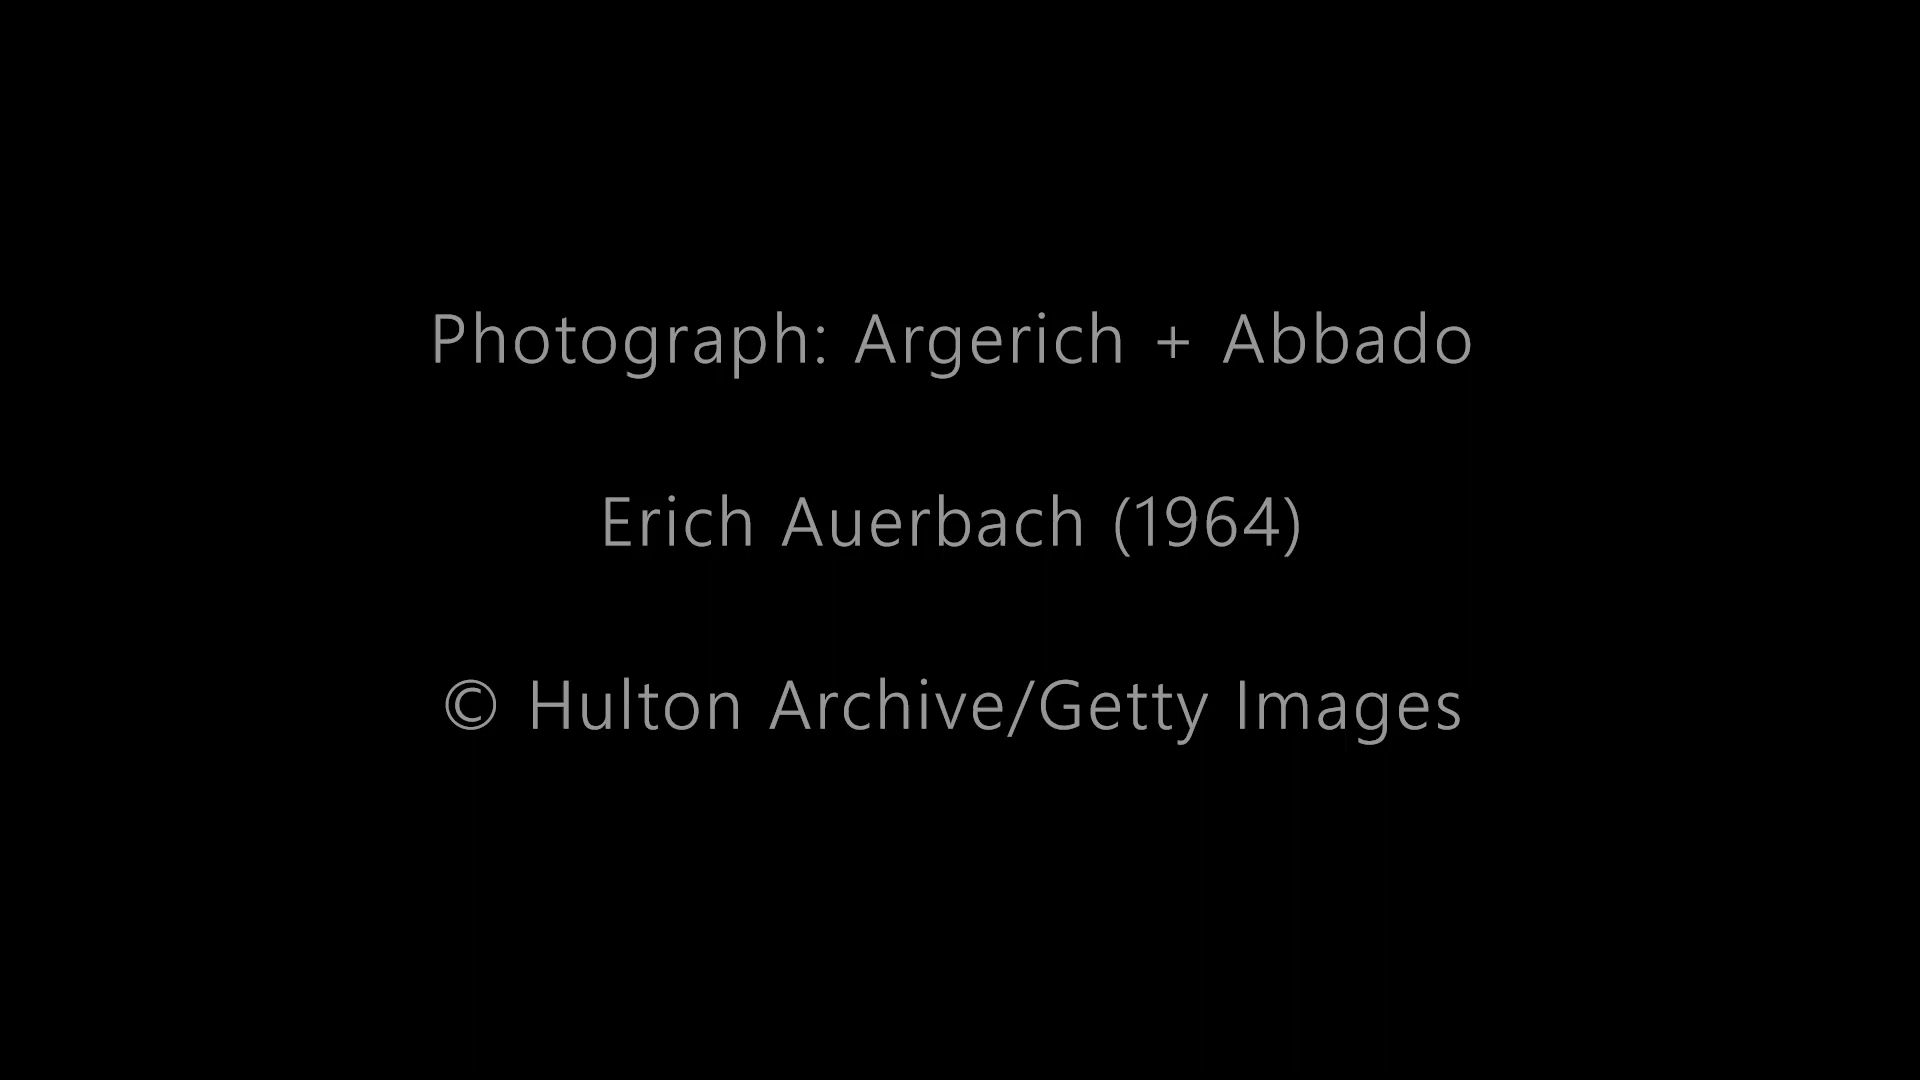 Photograph: Argerich + Abbado
Erich Auerbach (1964)
© Hulton Archive/Getty Images